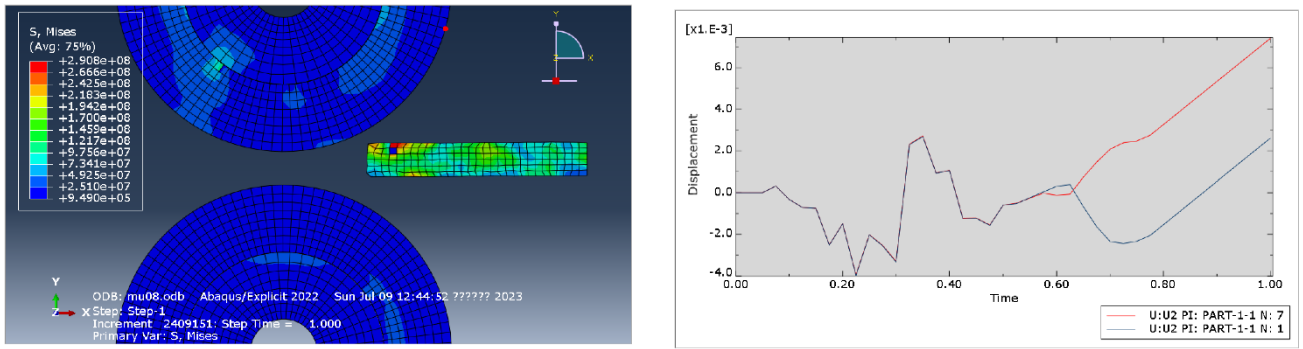 S, Mises
(Avg: 75%)
+2.908e+08
+2.666e+08
+2.425e+08
+2.183e+08
+1.942e+08
+1.700e+08
+1.459e+08
+1.217e+08
+9.756e+07
+7.341e+07
+4.925e+07
+2.510e+07
+9.490e+05
Y
Z
X
Y
Z
X
ODB: mu08.odb Abaqus/Explicit 2022 Sun Jul 09 12:44:52 ?????? 2023
Step: Step-1
Increment 2409151: Step Time = 1.000
Primary Var: S, Mises
[x1.E-3]
6.0
4.0
2.0
0.0
-2.0
-4.0
Displacement
0.00 0.20 0.40 0.60 0.80 1.00
Time
U:U2 PI: PART-1-1 N: 7
U:U2 PI: PART-1-1 N: 1